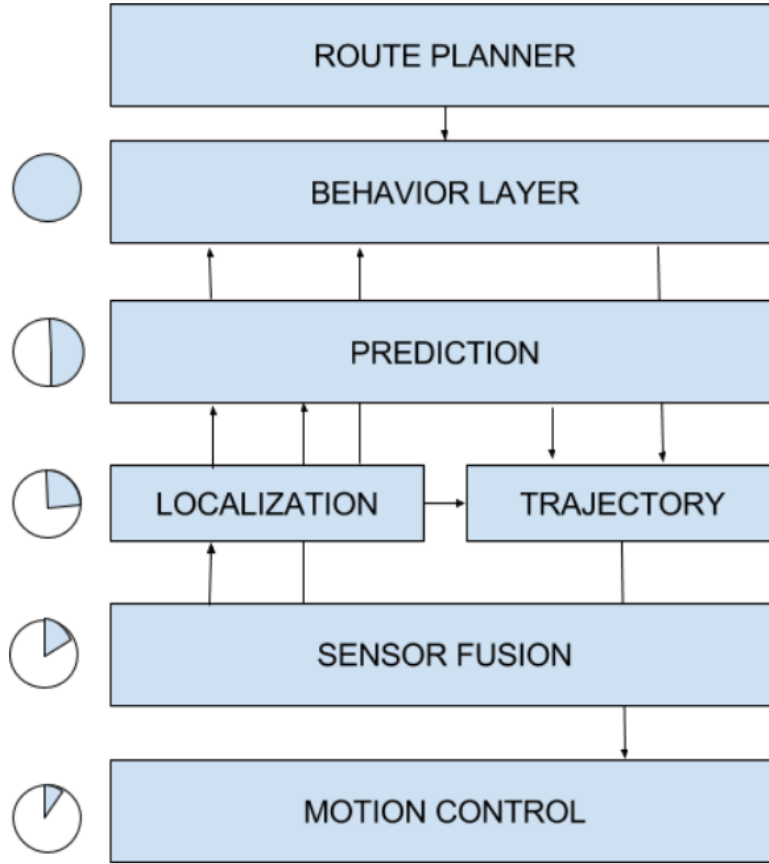 ROUTE PLANNER
BEHAVIOR LAYER
PREDICTION
LOCALIZATION
TRAJECTORY
SENSOR FUSION
MOTION CONTROL